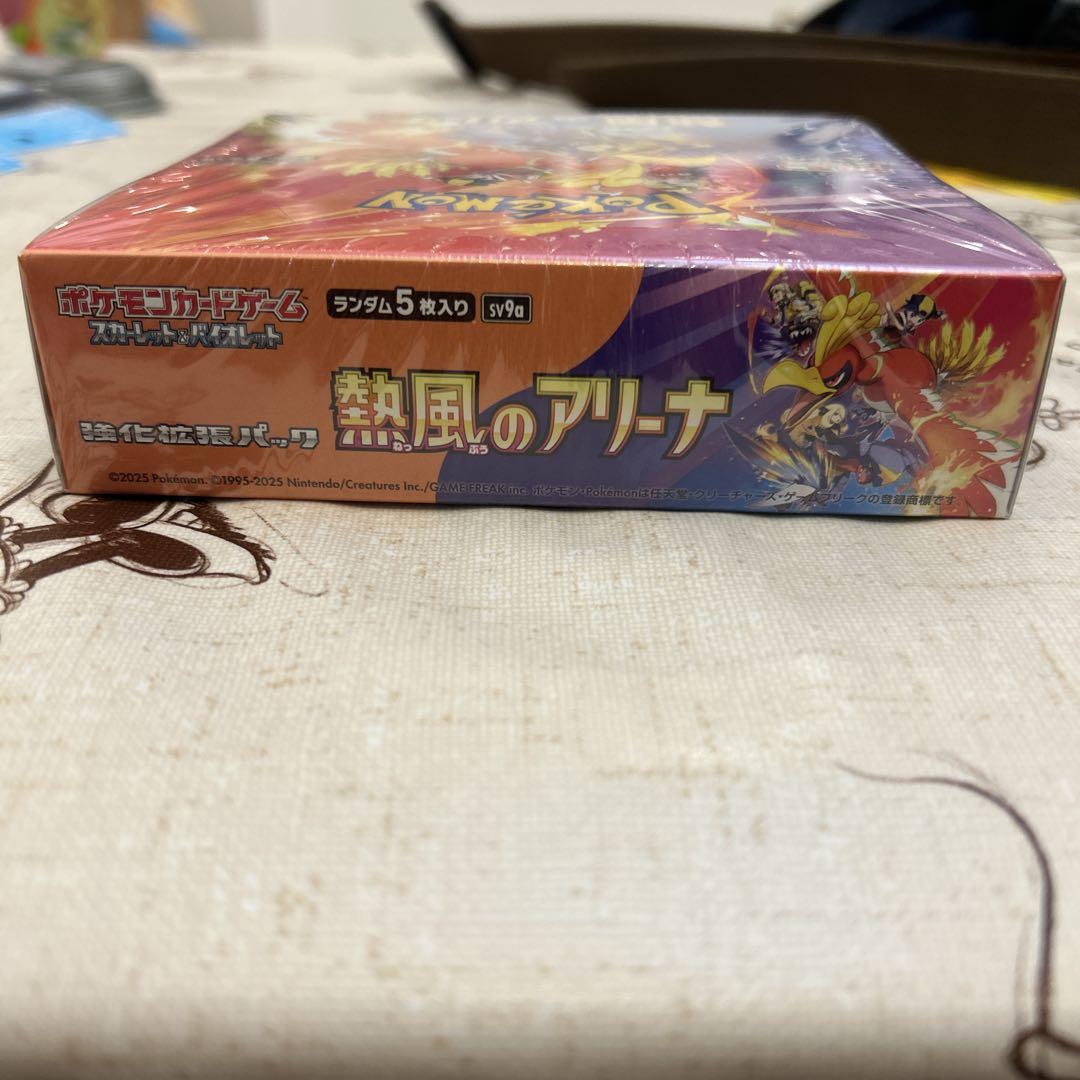 POKÉMON
ポケモンカードゲーム
スカーレット&バイオレット
ランダム5枚入り
SV9a
強化拡張パック
熱風のアリーナ
ねっ ぷう
©2025 Pokémon. ©1995-2025 Nintendo/Creatures Inc./GAME FREAK inc. ポケモン・Pokémonは任天堂・クリーチャーズ・ゲームフリークの登録商標です